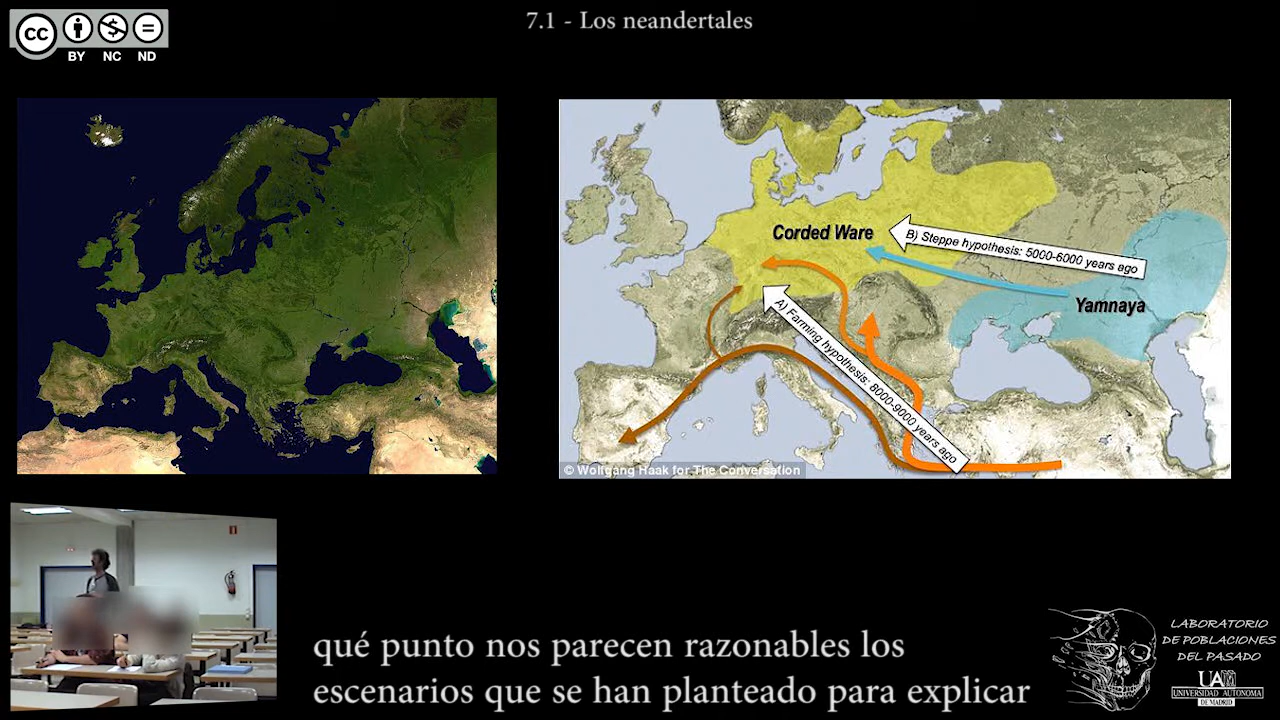 7.1 - Los neandertales
cc
BY NC ND
Corded Ware
B) Steppe hypothesis: 5000-6000 years ago
Yamnaya
A) Farming hypothesis: 8000-9000 years ago
© Wolfgang Haak for The Conversation
qué punto nos parecen razonables los
escenarios que se han planteado para explicar
LABORATORIO
DE POBLACIONES
DEL PASADO
UAM
UNIVERSIDAD AUTONOMA
DE MADRID